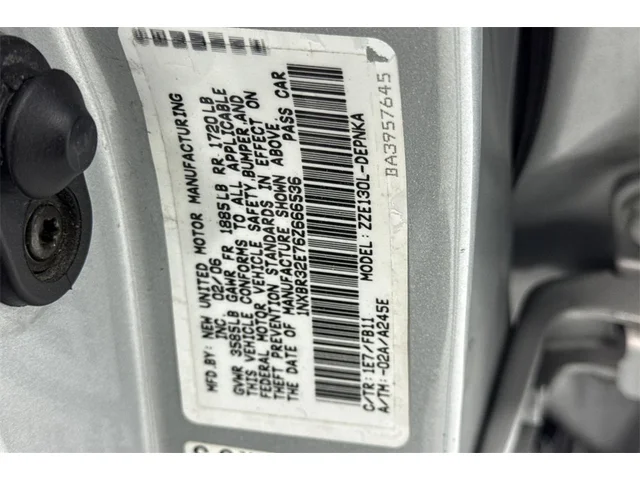 MFD.BY: NEW UNITED MOTOR MANUFACTURING
INC. 02/06
GVWR 3585LB GAWR FR 1885LB RR 1720LB
THIS VEHICLE CONFORMS TO ALL APPLICABLE
FEDERAL MOTOR VEHICLE SAFETY BUMPER AND
THEFT PREVENTION STANDARDS IN EFFECT ON
THE DATE OF MANUFACTURE SHOWN ABOVE.
1NXBR32E76Z666536 PASS CAR
C/TR:1E7/FB11 MODEL: ZZE130L-DEPNKA
A/TM:-02A/A245E
BA3957645